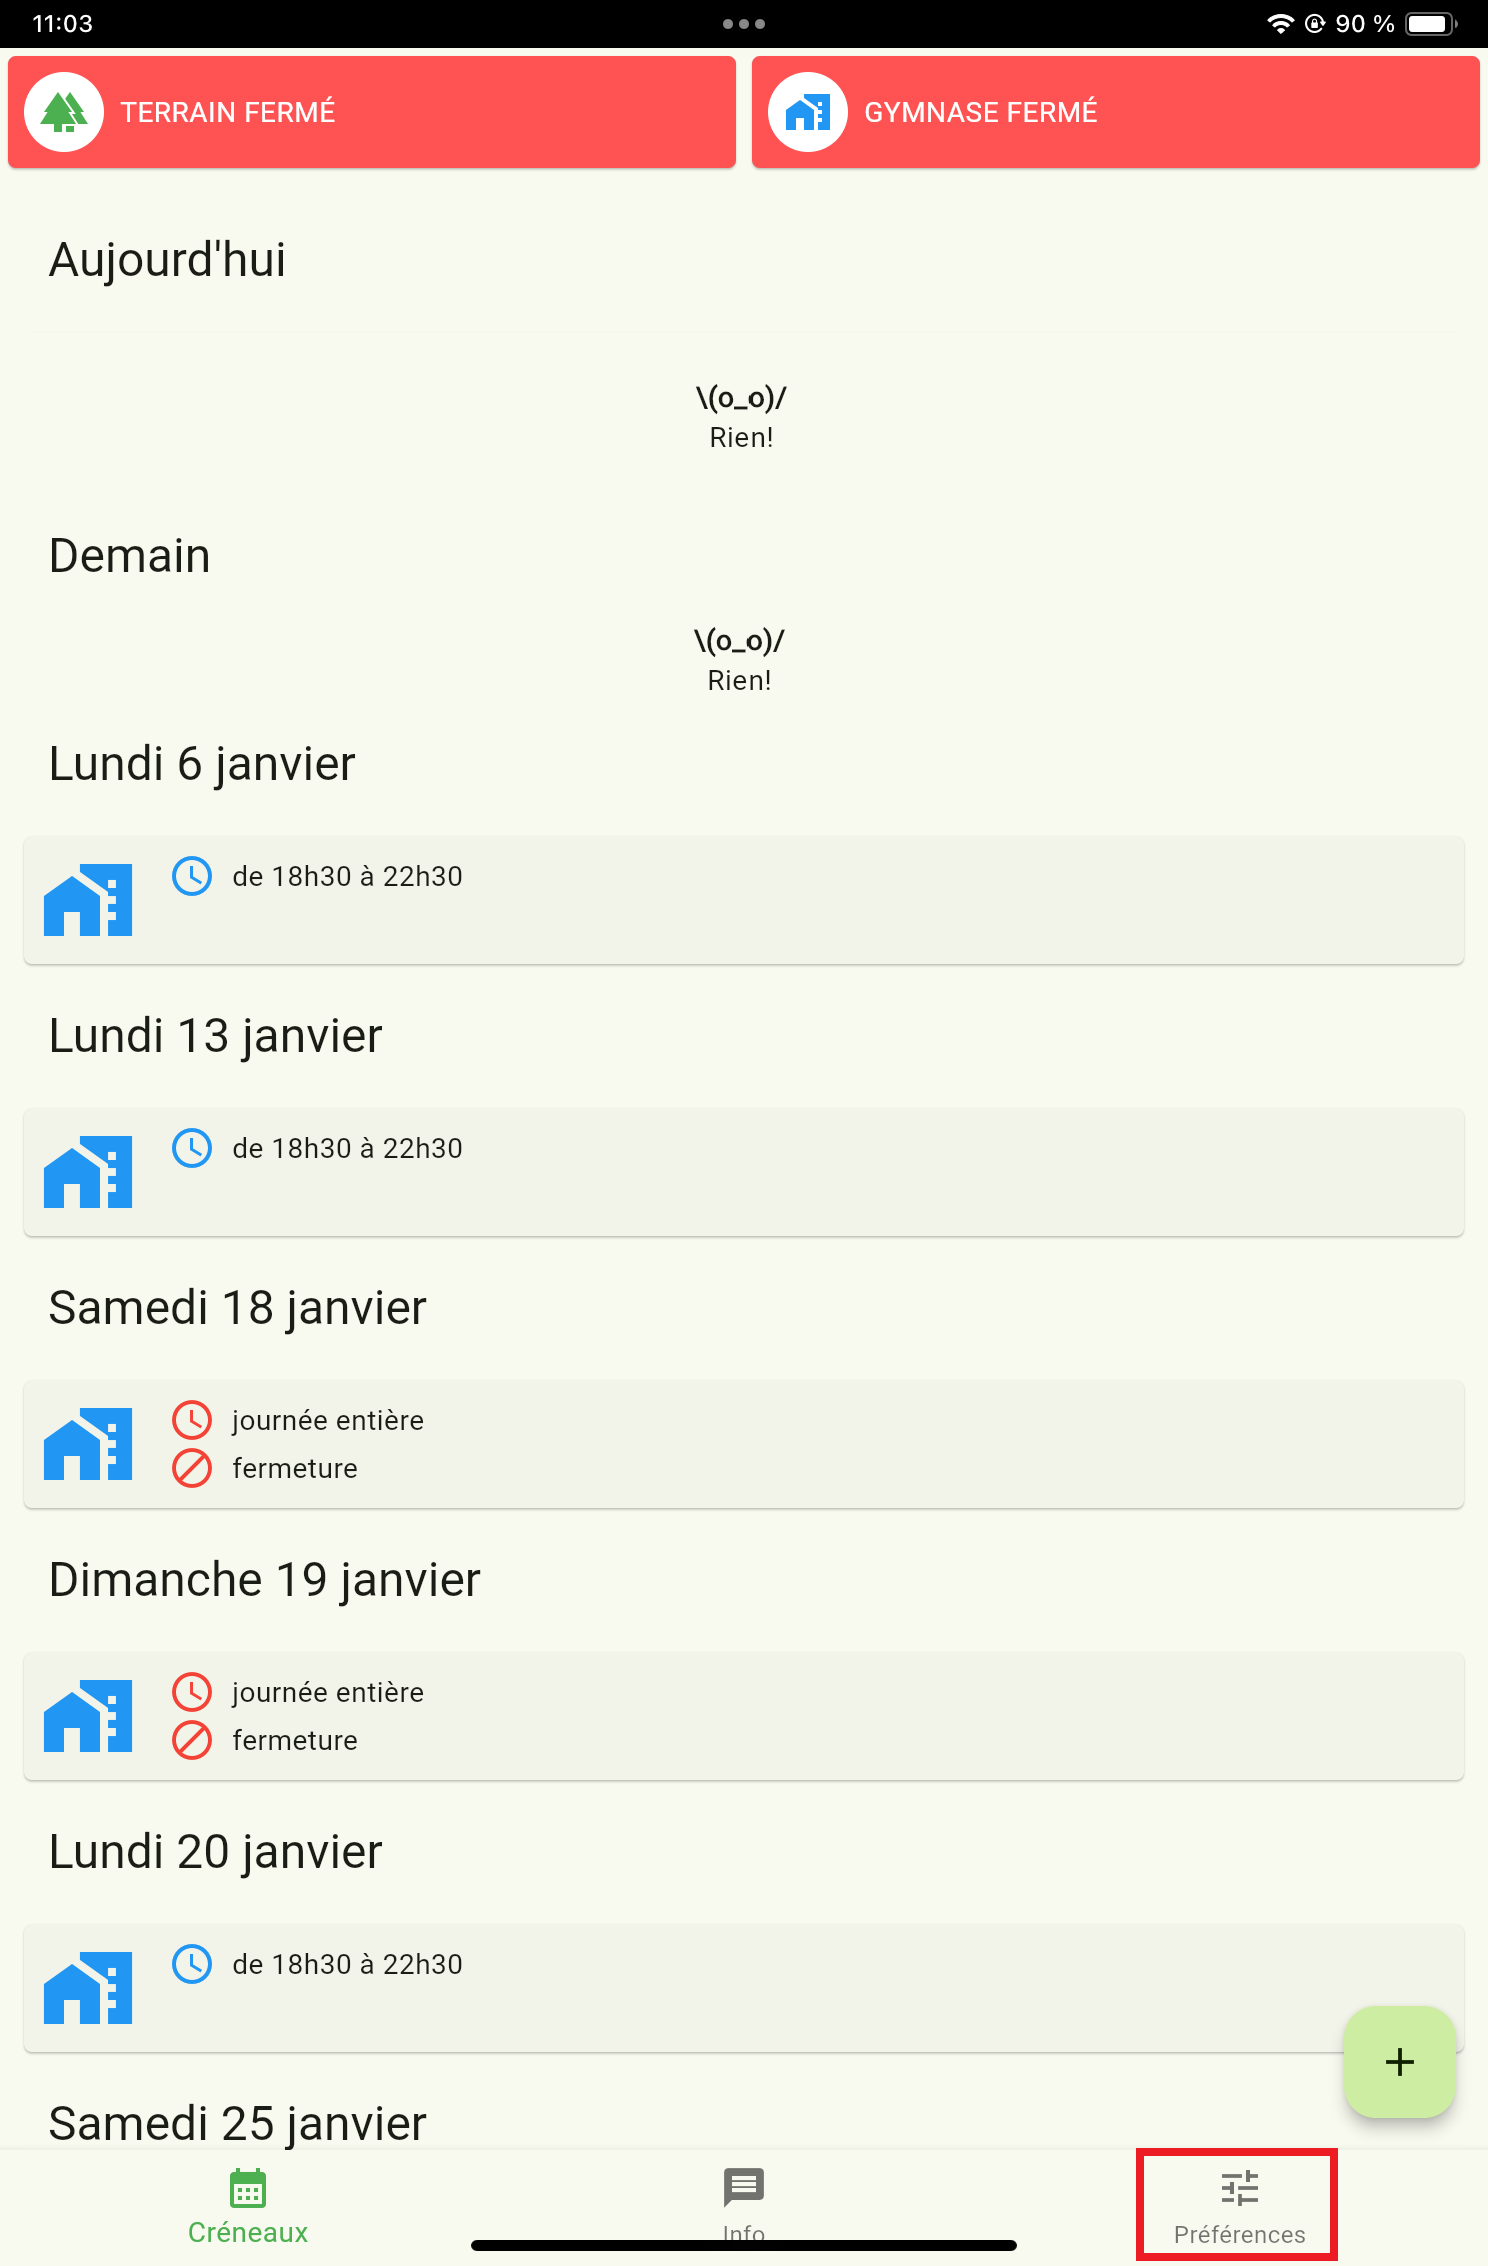 11:03
90 %
TERRAIN FERMÉ
GYMNASE FERMÉ
Aujourd'hui
\(o_o)/
Rien!
Demain
\(o_o)/
Rien!
Lundi 6 janvier
de 18h30 à 22h30
Lundi 13 janvier
de 18h30 à 22h30
Samedi 18 janvier
journée entière
fermeture
Dimanche 19 janvier
journée entière
fermeture
Lundi 20 janvier
de 18h30 à 22h30
+
Samedi 25 janvier
Créneaux
Info
Préférences